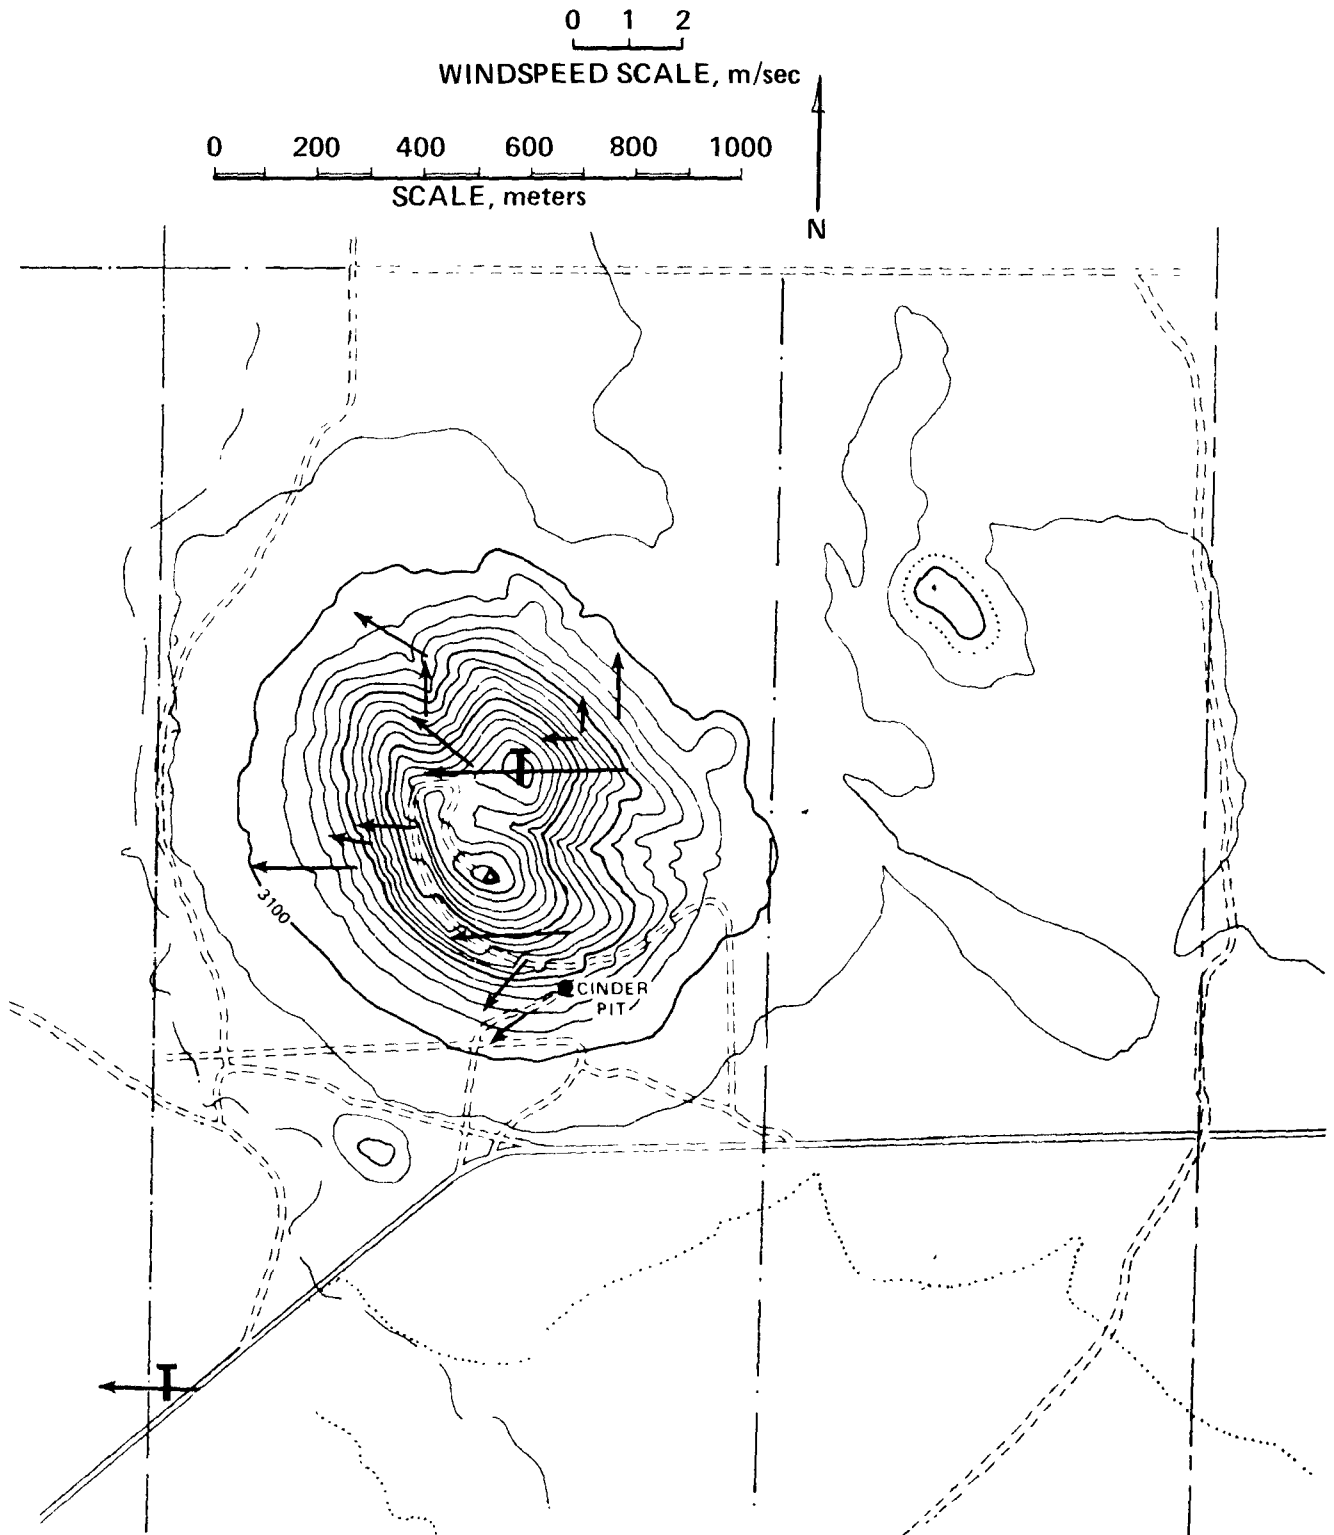 0 1 2
WINDSPEED SCALE, m/sec
0 200 400 600 800 1000
SCALE, meters
N
T
3100
CINDER
PIT
T